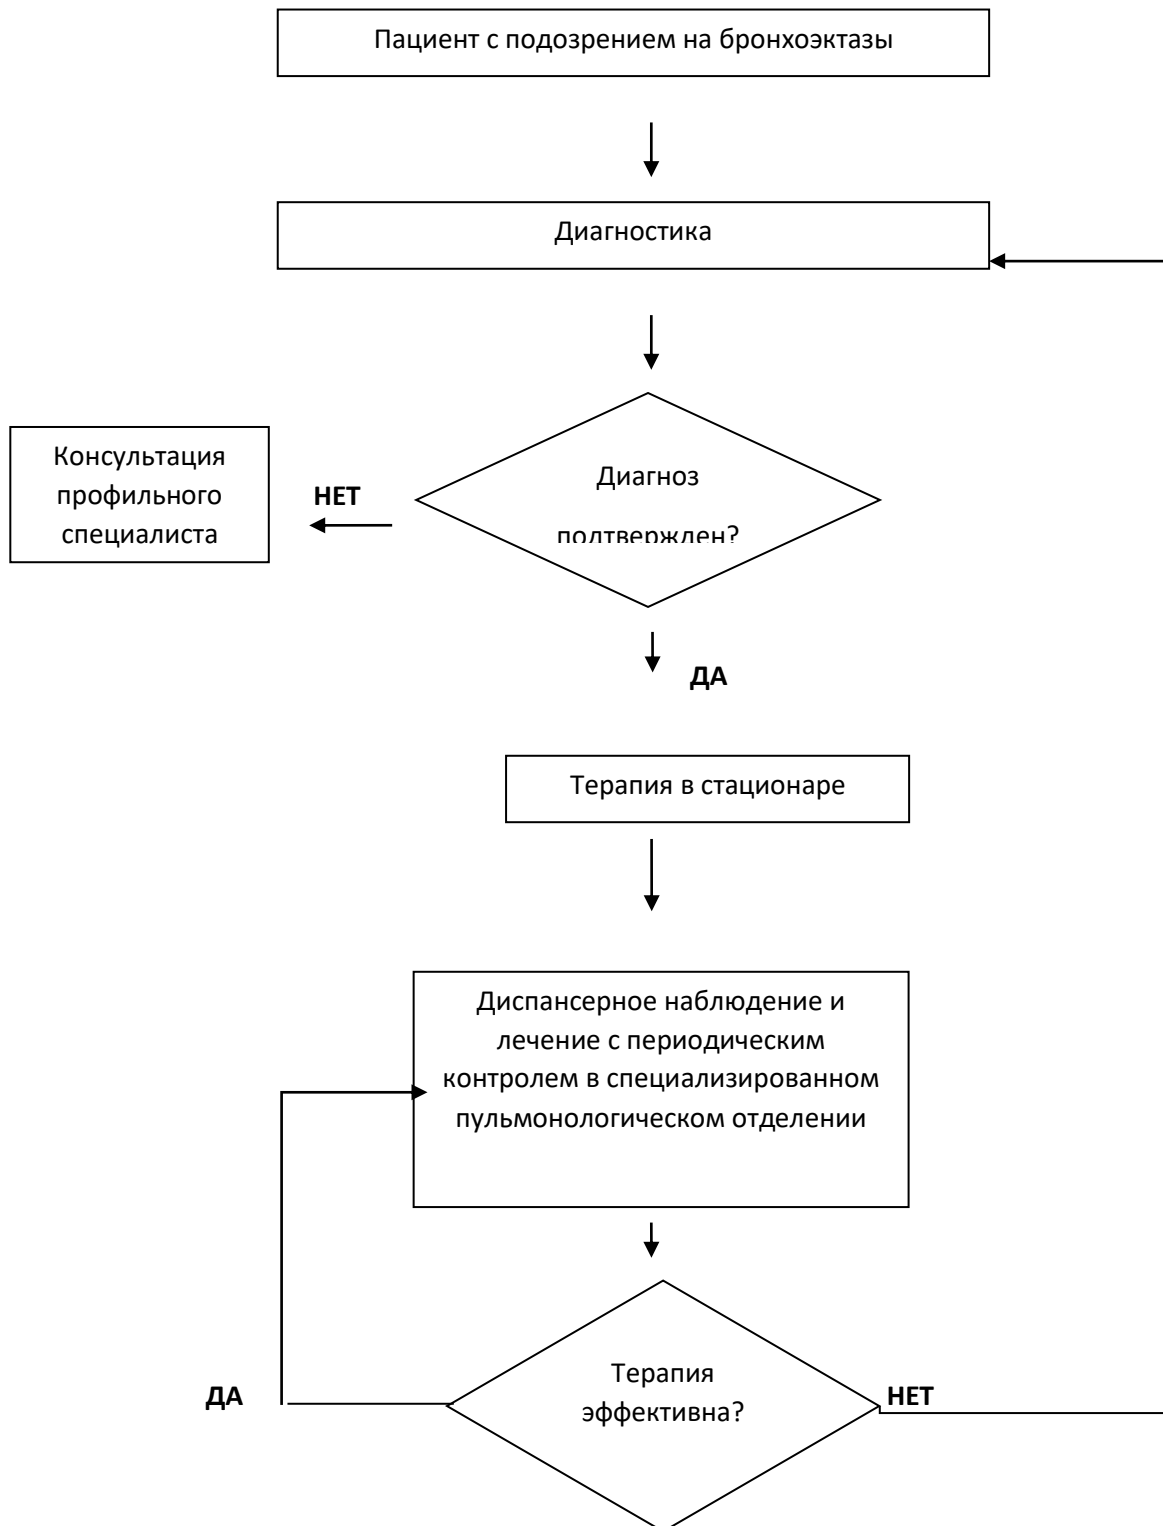 Пациент с подозрением на бронхоэктазы
Диагностика
Консультация
профильного
специалиста
НЕТ
Диагноз
подтвержден?
ДА
Терапия в стационаре
Диспансерное наблюдение и
лечение с периодическим
контролем в специализированном
пульмонологическом отделении
Терапия
эффективна?
ДА
НЕТ